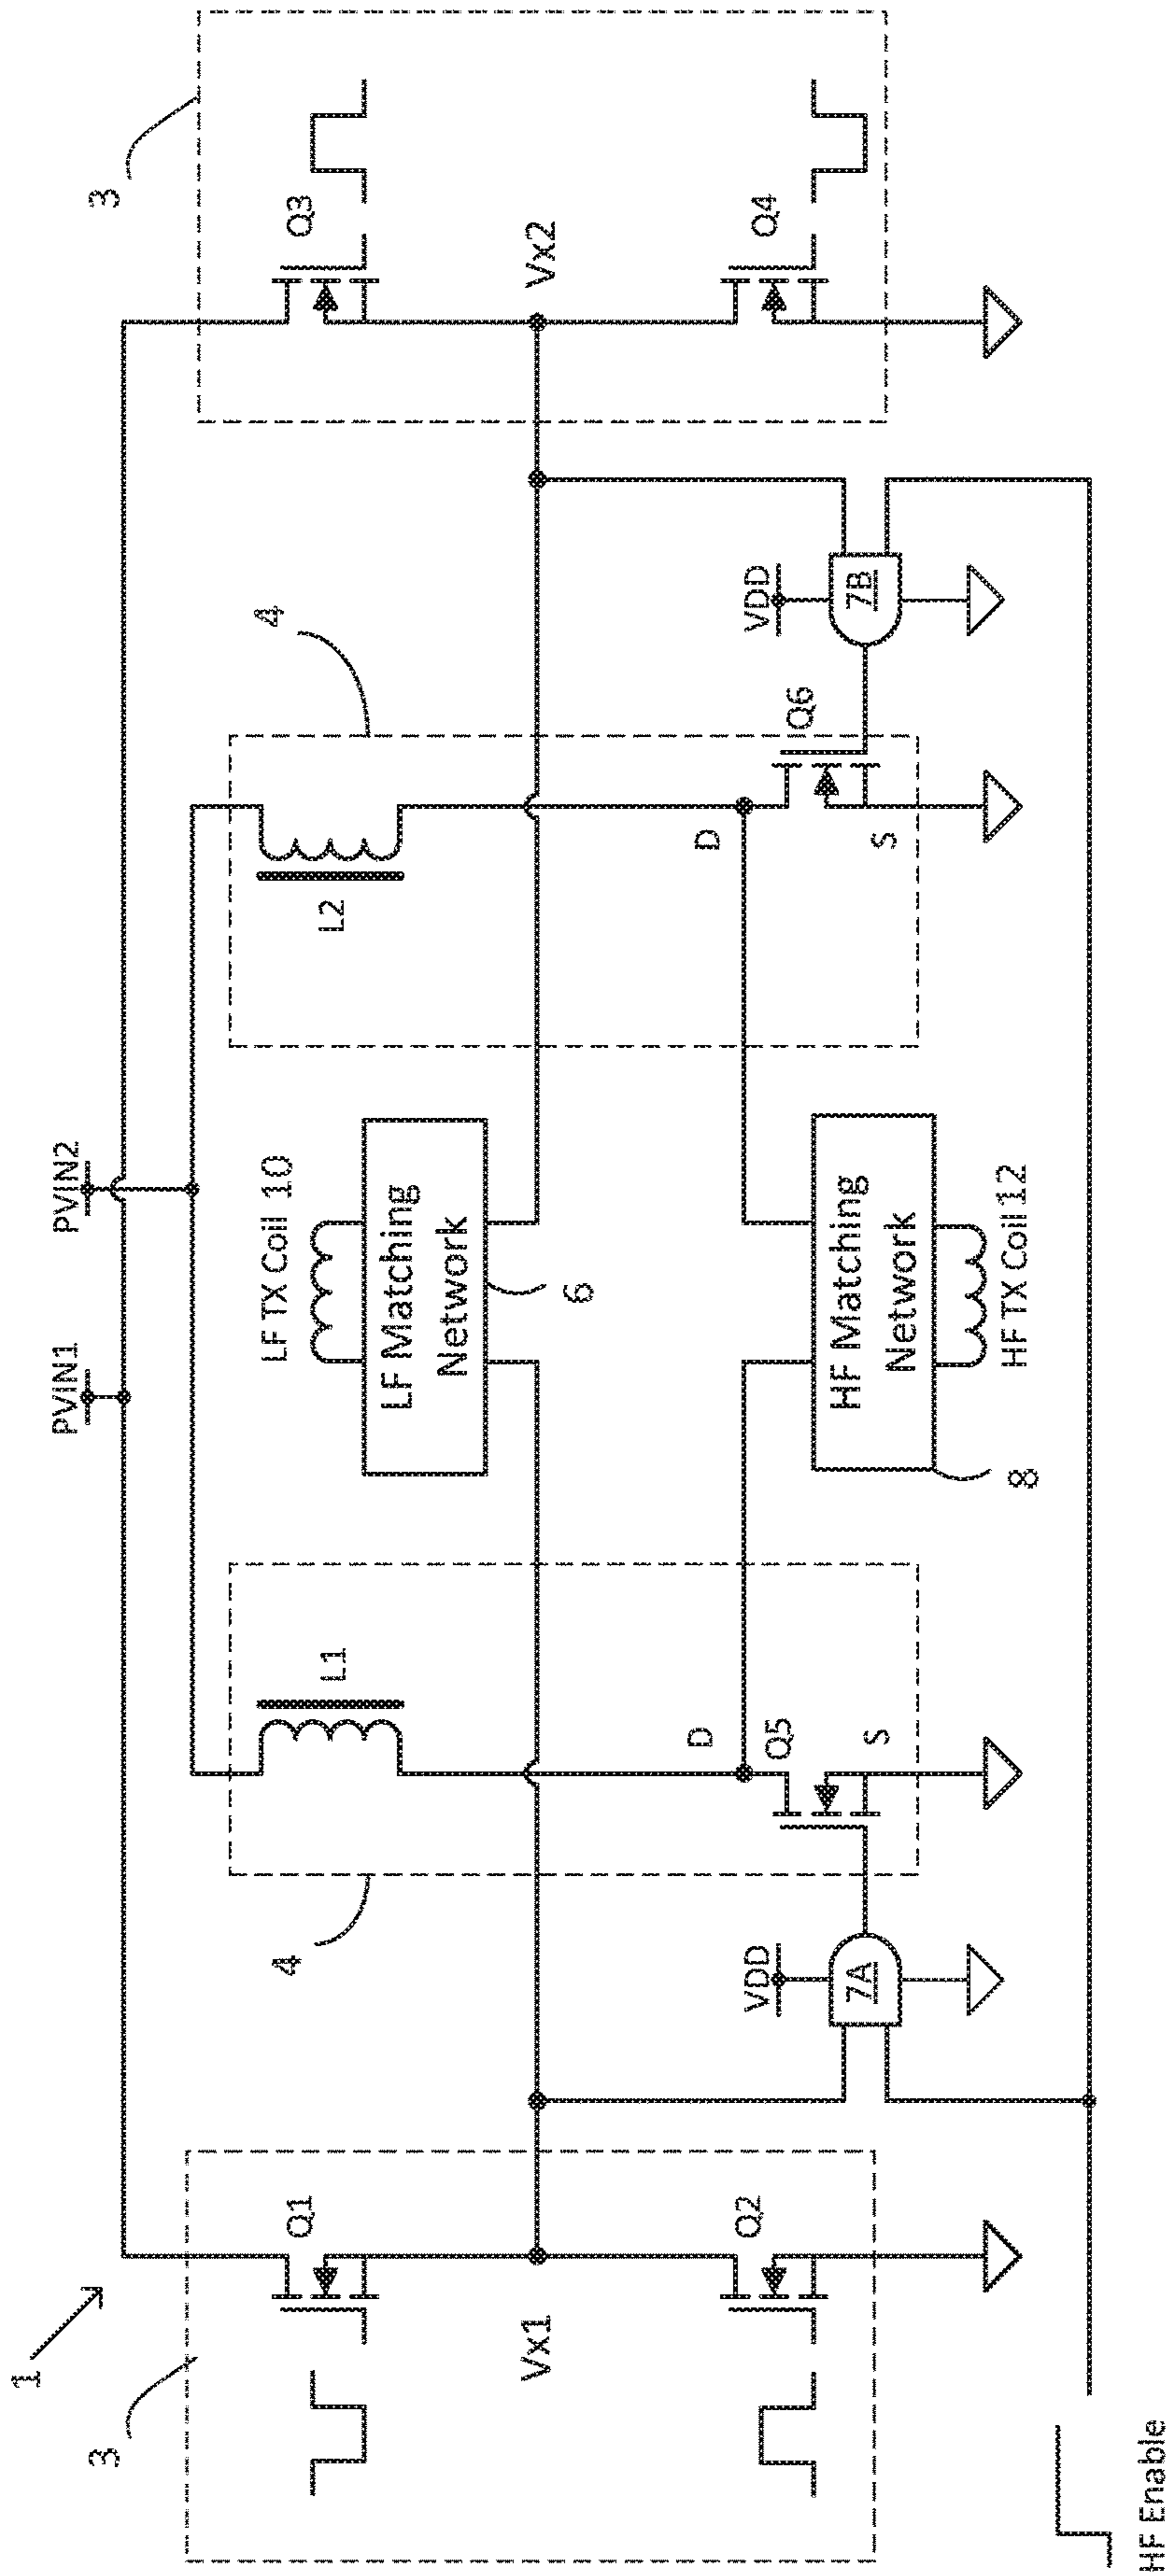 1
3
3
PVIN1
PVIN2
4
4
Q1
L1
LF TX Coil 10
L2
Q3
LF Matching
Network
6
Vx1
Vx2
D
D
Q2
VDD
Q5
Q6
VDD
Q4
7A
S
S
7B
HF Matching
Network
8
HF TX Coil 12
HF Enable